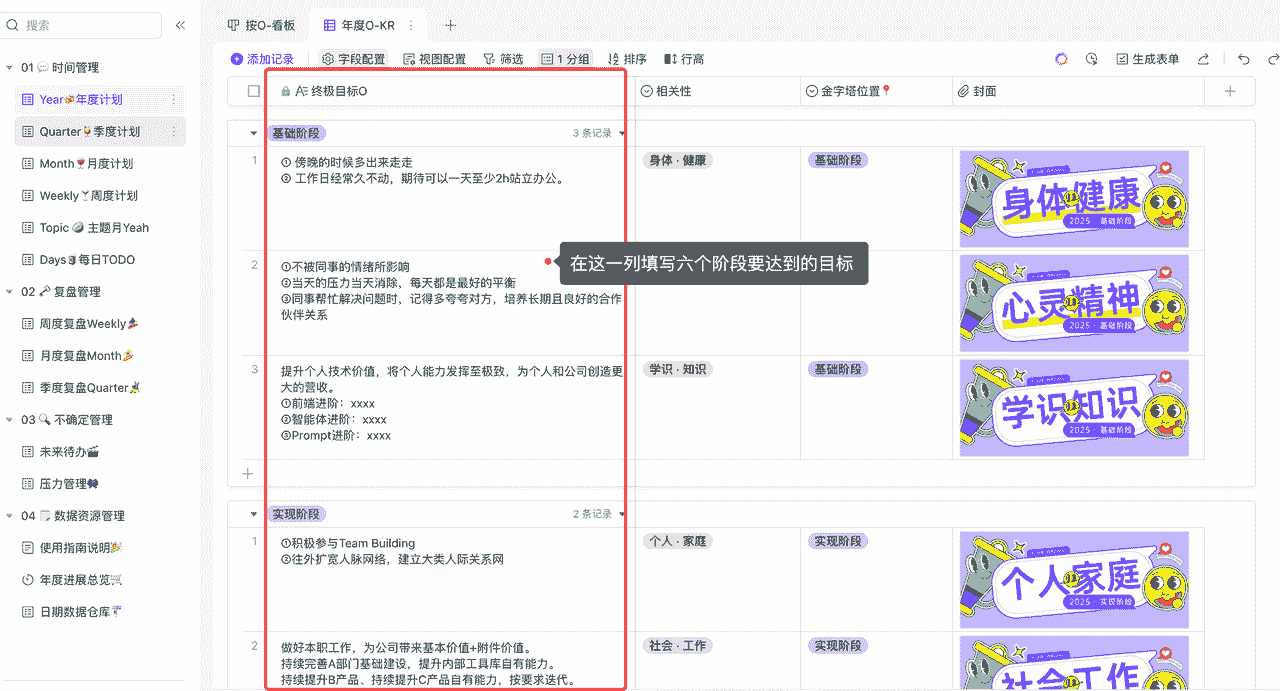 搜索
按O-看板
年度O-KR
添加记录
字段配置
视图配置
筛选
1 分组
排序
行高
生成表单
01 💬 时间管理
Year🎉年度计划
Quarter🍹季度计划
Month🍷月度计划
Weekly🍸周度计划
Topic 🥥 主题月Yeah
Days🥤每日TODO
02 🗝 复盘管理
周度复盘Weekly
月度复盘Month
季度复盘Quarter
03 🔍 不确定管理
未来待办🎬
压力管理
04 🗒 数据资源管理
使用指南说明🎉
年度进展总览🛒
日期数据仓库
终极目标O
相关性
金字塔位置📍
封面
基础阶段
3 条记录
1
① 傍晚的时候多出来走走
② 工作日经常久不动，期待可以一天至少2h站立办公。
身体 · 健康
基础阶段
身体健康
2025 · 基础阶段
2
①不被同事的情绪所影响
②当天的压力当天消除，每天都是最好的平衡
③同事帮忙解决问题时，记得多夸夸对方，培养长期且良好的合作
伙伴关系
在这一列填写六个阶段要达到的目标
心灵精神
2025 · 基础阶段
3
提升个人技术价值，将个人能力发挥至极致，为个人和公司创造更
大的营收。
①前端进阶：xxxx
②智能体进阶：xxxx
③Prompt进阶：xxxx
学识 · 知识
基础阶段
学识知识
2025 · 基础阶段
实现阶段
2 条记录
1
①积极参与Team Building
②往外扩宽人脉网络，建立大类人际关系网
个人 · 家庭
实现阶段
个人家庭
2025 · 实现阶段
2
做好本职工作，为公司带来基本价值+附件价值。
持续完善A部门基础建设，提升内部工具库自有能力。
持续提升B产品、持续提升C产品自有能力，按要求迭代。
社会 · 工作
实现阶段
社会工作